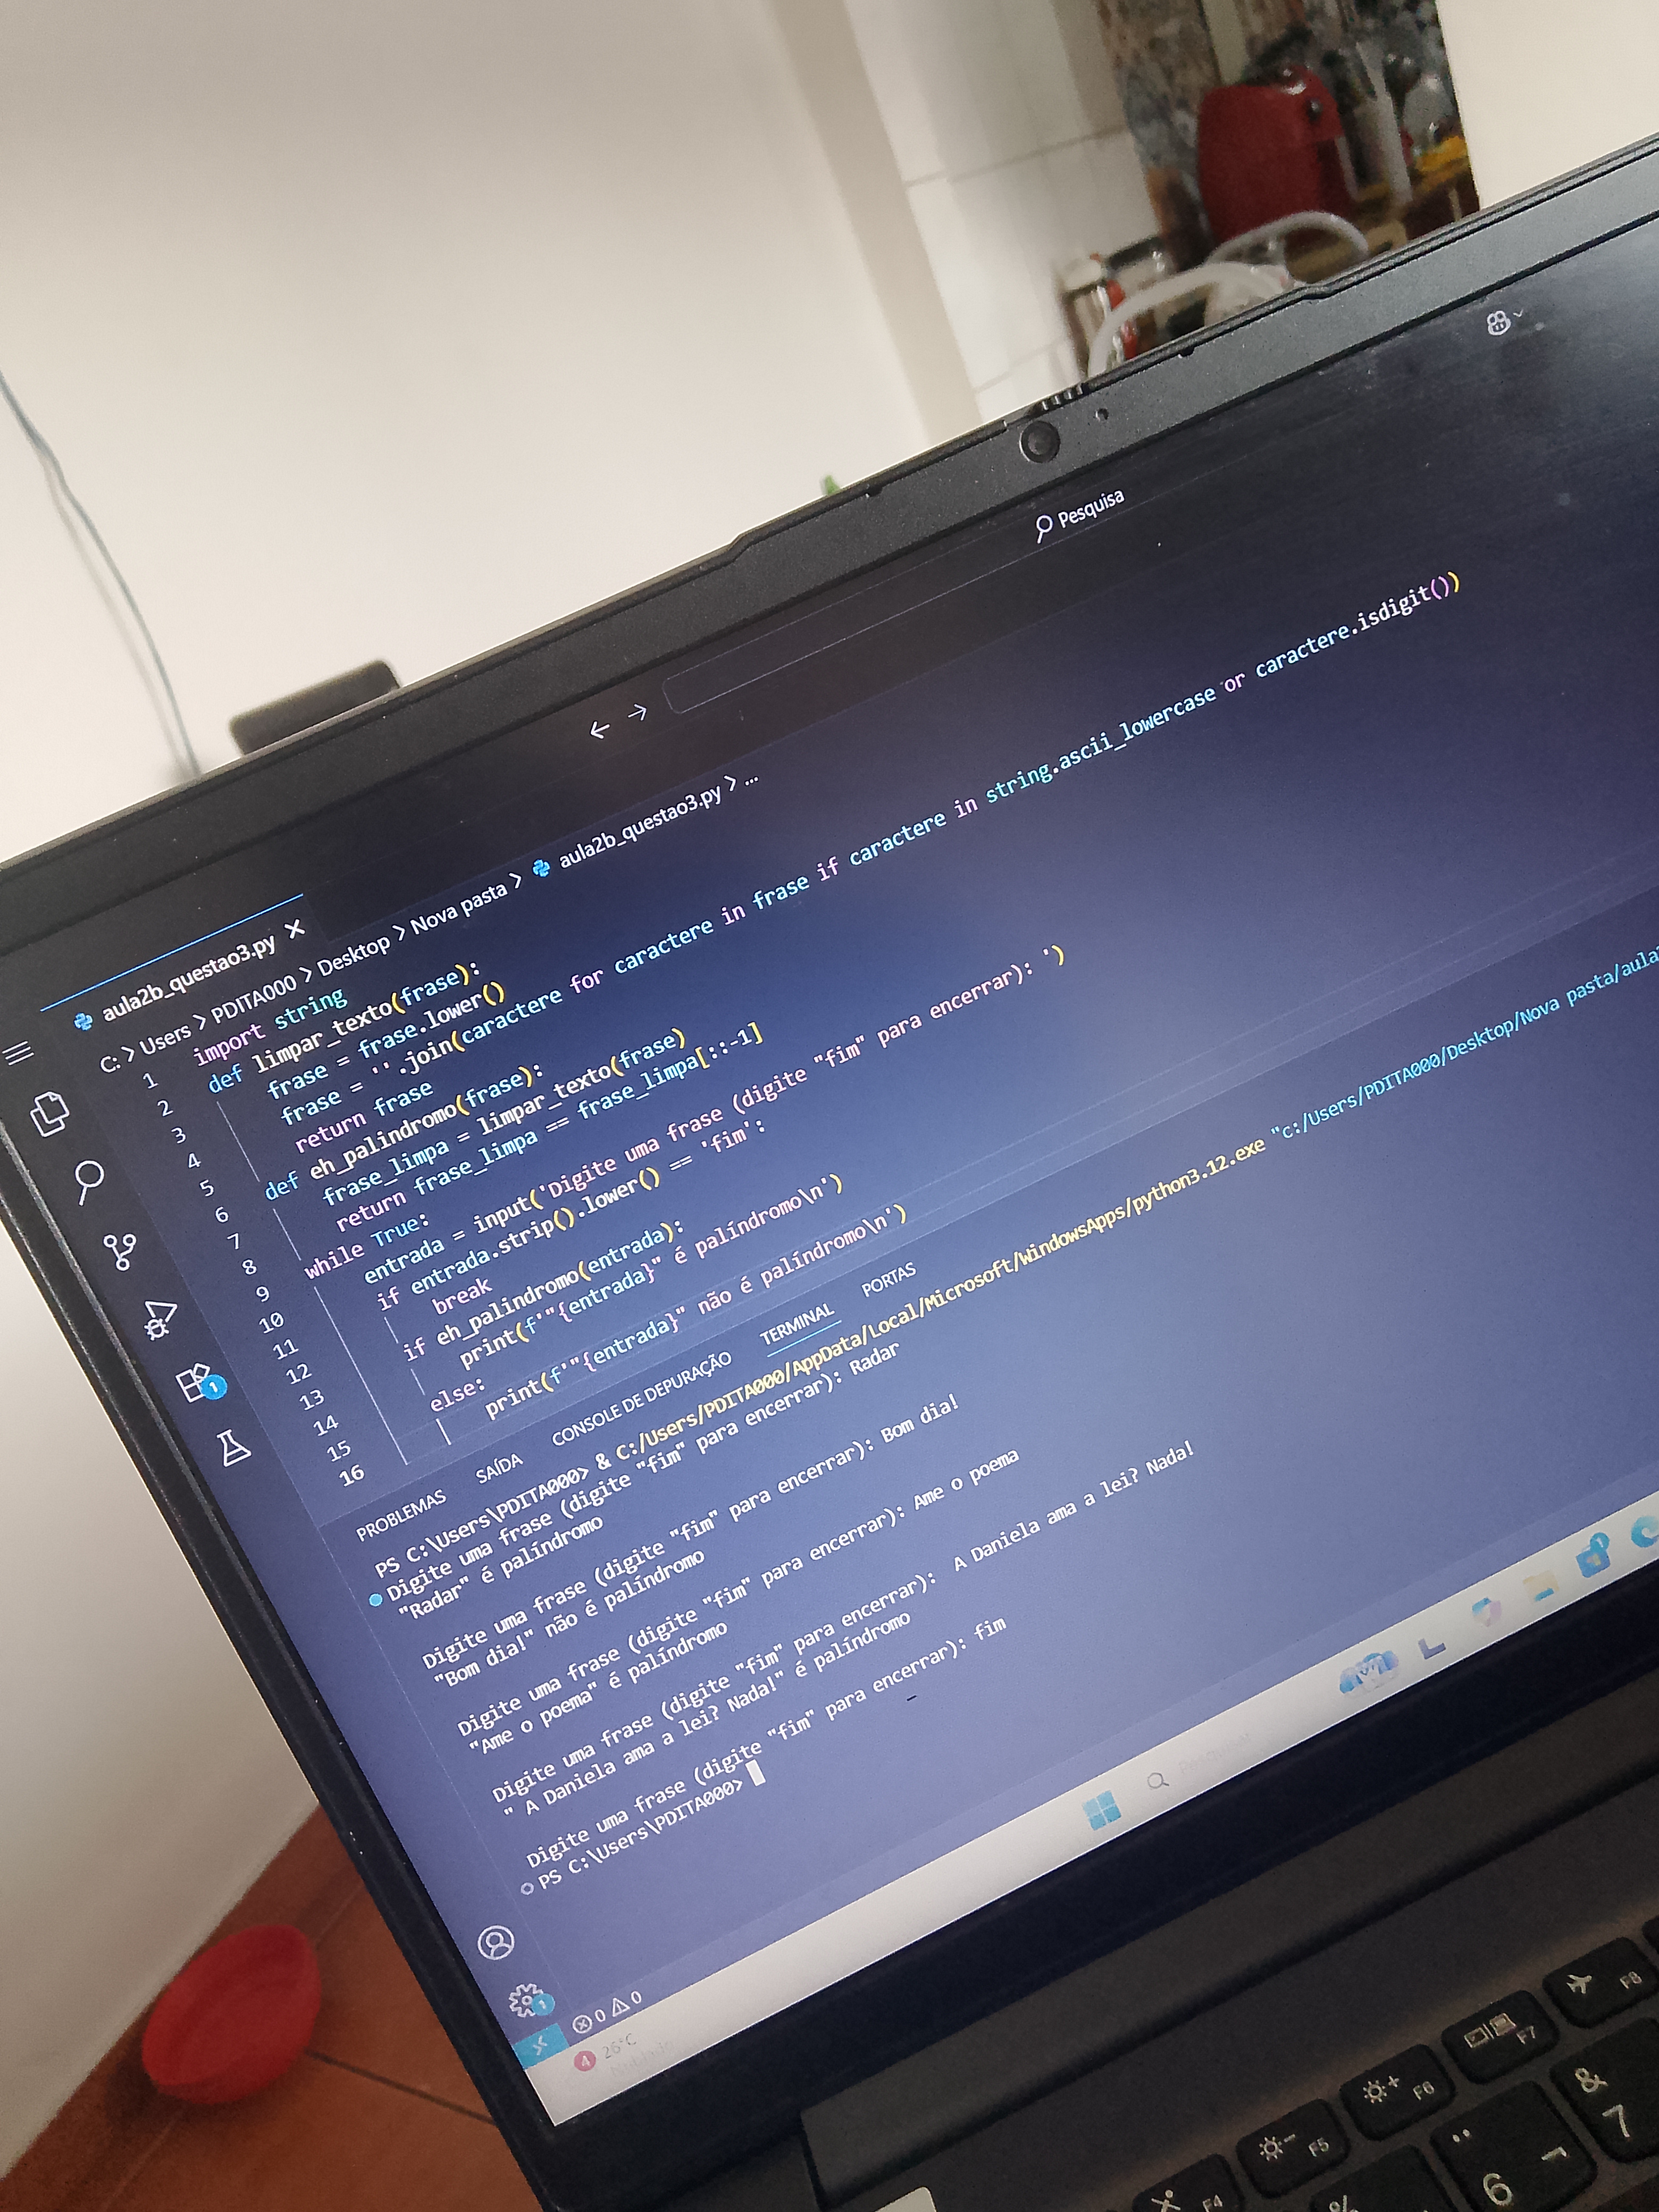 Pesquisa
aula2b_questao3.py
C: > Users > PDITA000 > Desktop > Nova pasta > aula2b_questao3.py > ...
1 import string
2 def limpar_texto(frase):
3 frase = frase.lower()
4 frase = ''.join(caractere for caractere in frase if caractere in string.ascii_lowercase or caractere.isdigit())
5 return frase
6 def eh_palindromo(frase):
7 frase_limpa = limpar_texto(frase)
8 return frase_limpa == frase_limpa[::-1]
9 while True:
10 entrada = input('Digite uma frase (digite "fim" para encerrar): ')
11 if entrada.strip().lower() == 'fim':
12 break
13 if eh_palindromo(entrada):
14 print(f'"{entrada}" é palíndromo\n')
15 else:
16 print(f'"{entrada}" não é palíndromo\n')
PROBLEMAS SAÍDA CONSOLE DE DEPURAÇÃO TERMINAL PORTAS
PS C:\Users\PDITA000> & C:/Users/PDITA000/AppData/Local/Microsoft/WindowsApps/python3.12.exe "c:/Users/PDITA000/Desktop/Nova pasta/aula
Digite uma frase (digite "fim" para encerrar): Radar
"Radar" é palíndromo
Digite uma frase (digite "fim" para encerrar): Bom dia!
"Bom dia!" não é palíndromo
Digite uma frase (digite "fim" para encerrar): Ame o poema
"Ame o poema" é palíndromo
Digite uma frase (digite "fim" para encerrar):  A Daniela ama a lei? Nada!
" A Daniela ama a lei? Nada!" é palíndromo
Digite uma frase (digite "fim" para encerrar): fim
PS C:\Users\PDITA000>
1
1
0 0
4 26°C
1
F4 F5 F6 F7 F8
% 6 & 7